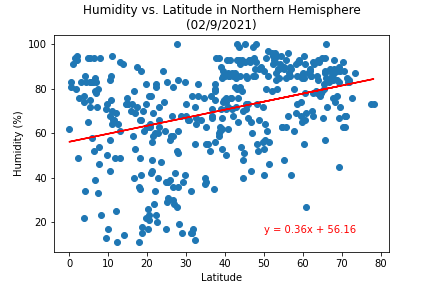 Humidity vs. Latitude in Northern Hemisphere
(02/9/2021)
100
80
60
40
20
Humidity (%)
y = 0.36x + 56.16
0 10 20 30 40 50 60 70 80
Latitude